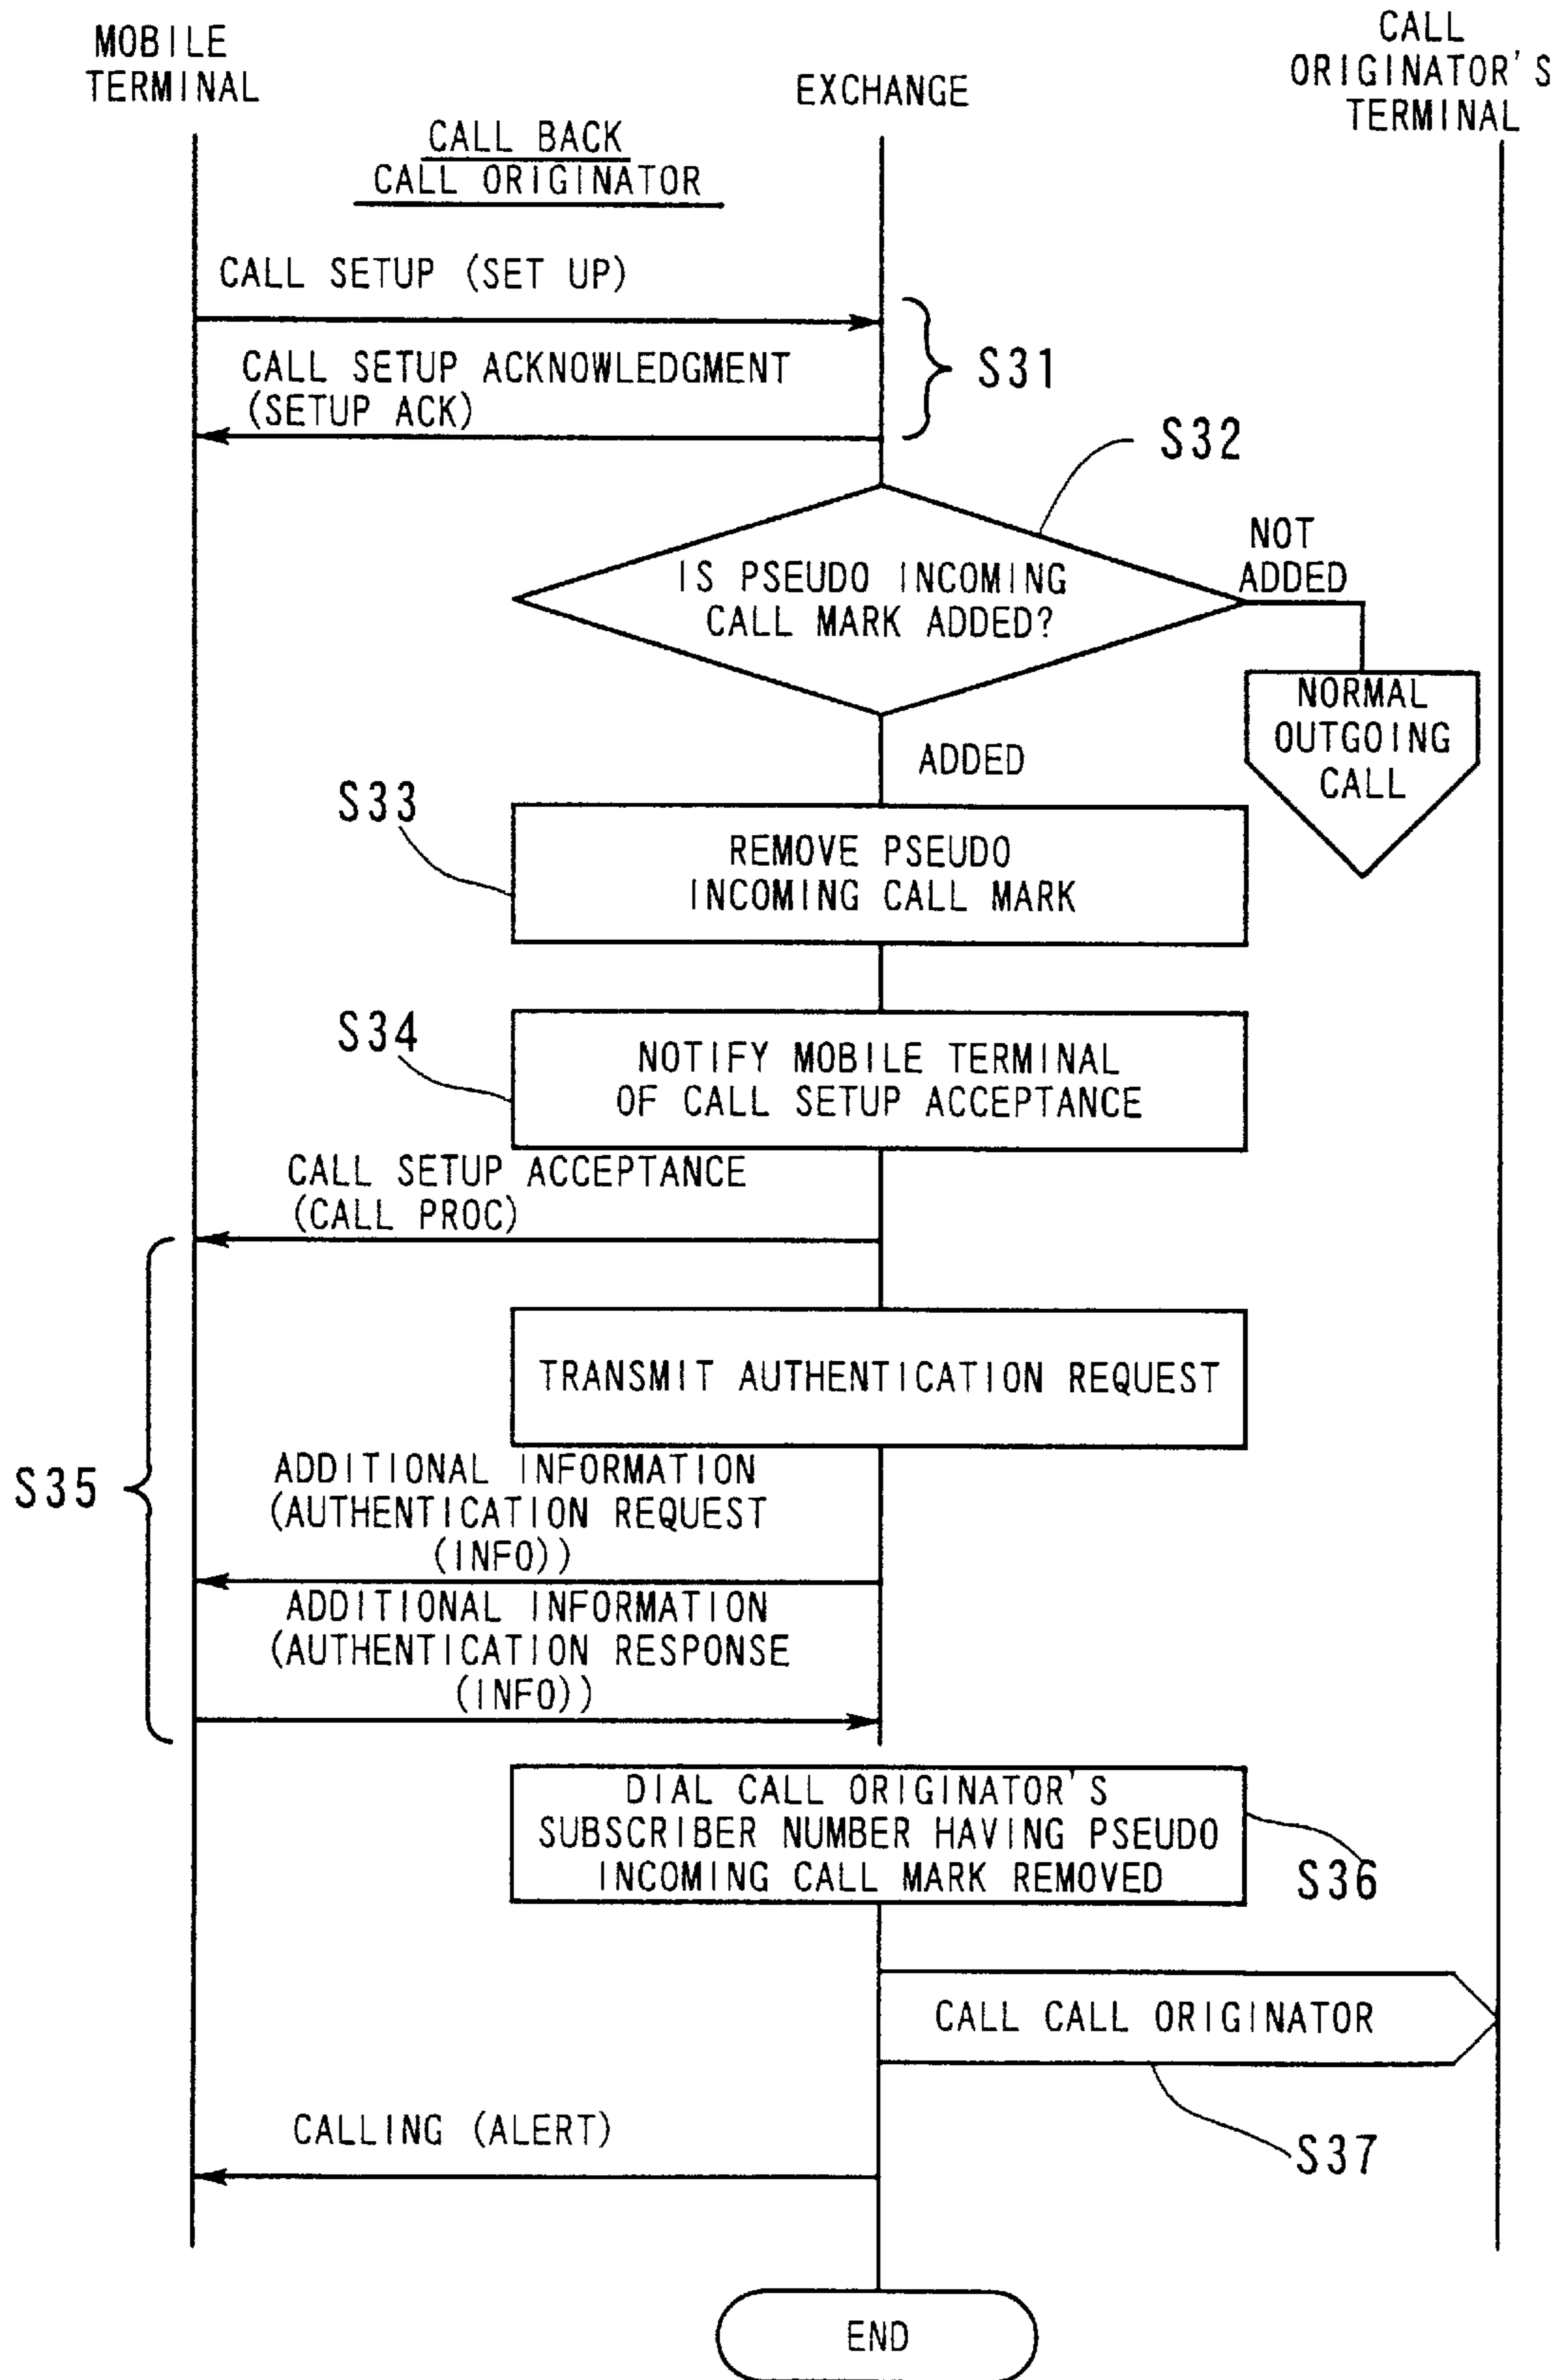 MOBILE
TERMINAL
EXCHANGE
CALL
ORIGINATOR'S
TERMINAL
CALL BACK
CALL ORIGINATOR
CALL SETUP (SET UP)
CALL SETUP ACKNOWLEDGMENT
(SETUP ACK)
S31
S32
IS PSEUDO INCOMING
CALL MARK ADDED?
NOT
ADDED
NORMAL
OUTGOING
CALL
ADDED
S33
REMOVE PSEUDO
INCOMING CALL MARK
S34
NOTIFY MOBILE TERMINAL
OF CALL SETUP ACCEPTANCE
CALL SETUP ACCEPTANCE
(CALL PROC)
TRANSMIT AUTHENTICATION REQUEST
S35
ADDITIONAL INFORMATION
(AUTHENTICATION REQUEST
(INFO))
ADDITIONAL INFORMATION
(AUTHENTICATION RESPONSE
(INFO))
DIAL CALL ORIGINATOR'S
SUBSCRIBER NUMBER HAVING PSEUDO
INCOMING CALL MARK REMOVED
S36
CALL CALL ORIGINATOR
S37
CALLING (ALERT)
END